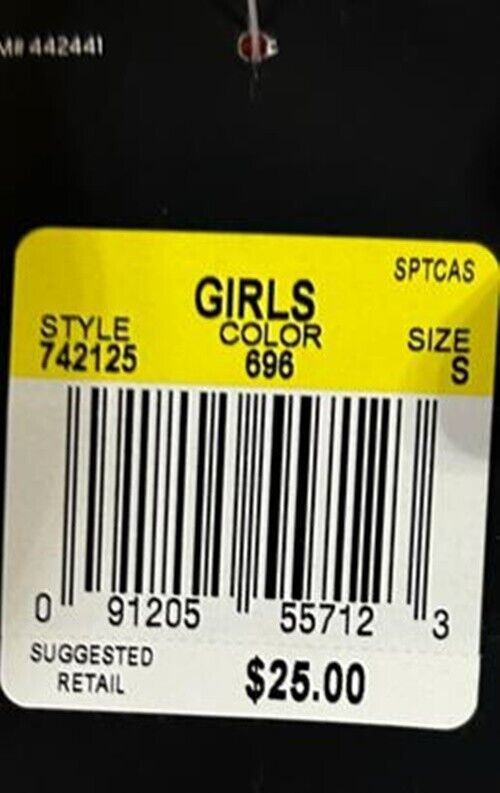 M# 442441
SPTCAS
GIRLS
STYLE COLOR SIZE
742125 696 S
0 91205 55712 3
SUGGESTED
RETAIL
$25.00